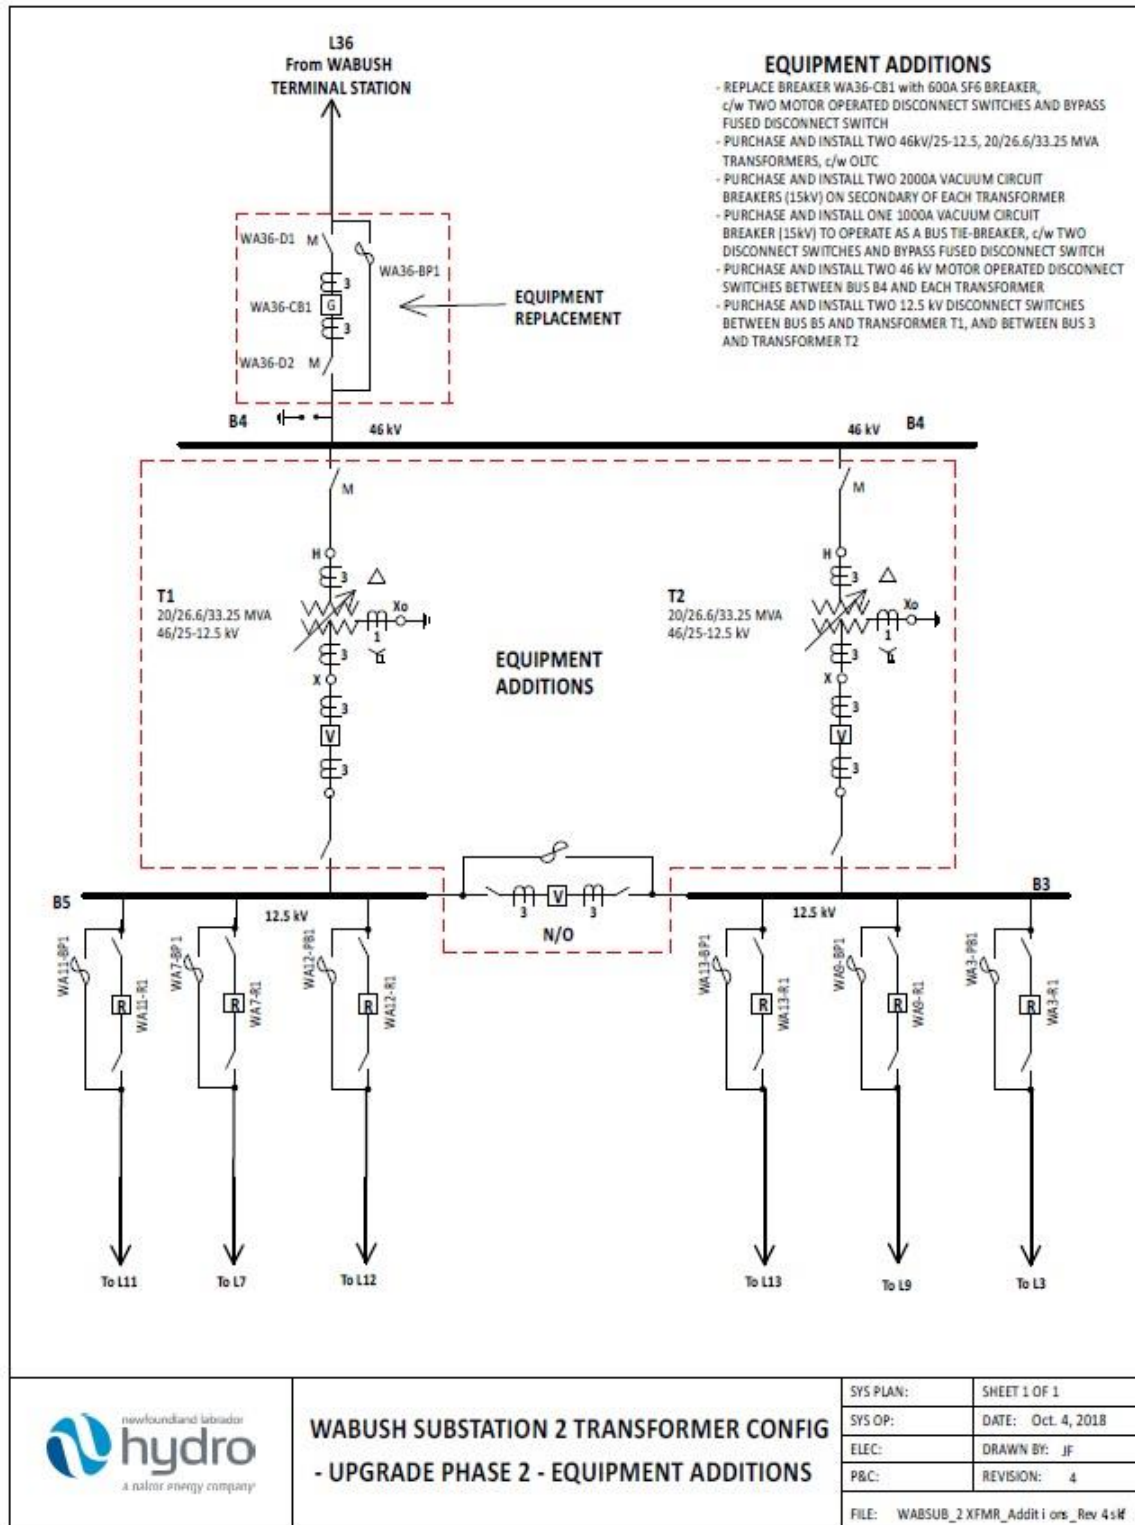 L36
From WABUSH
TERMINAL STATION
EQUIPMENT ADDITIONS
- REPLACE BREAKER WA36-CB1 with 600A SF6 BREAKER,
c/w TWO MOTOR OPERATED DISCONNECT SWITCHES AND BYPASS
FUSED DISCONNECT SWITCH
- PURCHASE AND INSTALL TWO 46kV/25-12.5, 20/26.6/33.25 MVA
TRANSFORMERS, c/w OLTC
- PURCHASE AND INSTALL TWO 2000A VACUUM CIRCUIT
BREAKERS (15kV) ON SECONDARY OF EACH TRANSFORMER
- PURCHASE AND INSTALL ONE 1000A VACUUM CIRCUIT
BREAKER (15kV) TO OPERATE AS A BUS TIE-BREAKER, c/w TWO
DISCONNECT SWITCHES AND BYPASS FUSED DISCONNECT SWITCH
- PURCHASE AND INSTALL TWO 46 kV MOTOR OPERATED DISCONNECT
SWITCHES BETWEEN BUS B4 AND EACH TRANSFORMER
- PURCHASE AND INSTALL TWO 12.5 kV DISCONNECT SWITCHES
BETWEEN BUS B5 AND TRANSFORMER T1, AND BETWEEN BUS 3
AND TRANSFORMER T2
WA36-D1 M
WA36-BP1
3
WA36-CB1 G
3
WA36-D2 M
EQUIPMENT
REPLACEMENT
B4 46 kV 46 kV B4
M M
H H
3 3
T1
20/26.6/33.25 MVA
46/25-12.5 kV
Xo
1
T2
20/26.6/33.25 MVA
46/25-12.5 kV
Xo
1
3 3
X X
EQUIPMENT
ADDITIONS
3 3
V V
3 3
B5 12.5 kV
V
3 3
N/O
12.5 kV B3
WA11-BP1
R
WA11-R1
WA7-BP1
R
WA7-R1
WA12-PB1
R
WA12-R1
WA13-BP1
R
WA13-R1
WA9-BP1
R
WA9-R1
WA3-PB1
R
WA3-R1
To L11
To L7
To L12
To L13
To L9
To L3
newfoundland labrador
hydro
a nalcor energy company
WABUSH SUBSTATION 2 TRANSFORMER CONFIG
- UPGRADE PHASE 2 - EQUIPMENT ADDITIONS
SYS PLAN: SHEET 1 OF 1
SYS OP: DATE: Oct. 4, 2018
ELEC: DRAWN BY: JF
P&C: REVISION: 4
FILE: WABSUB_2 XFMR_Additions_Rev 4